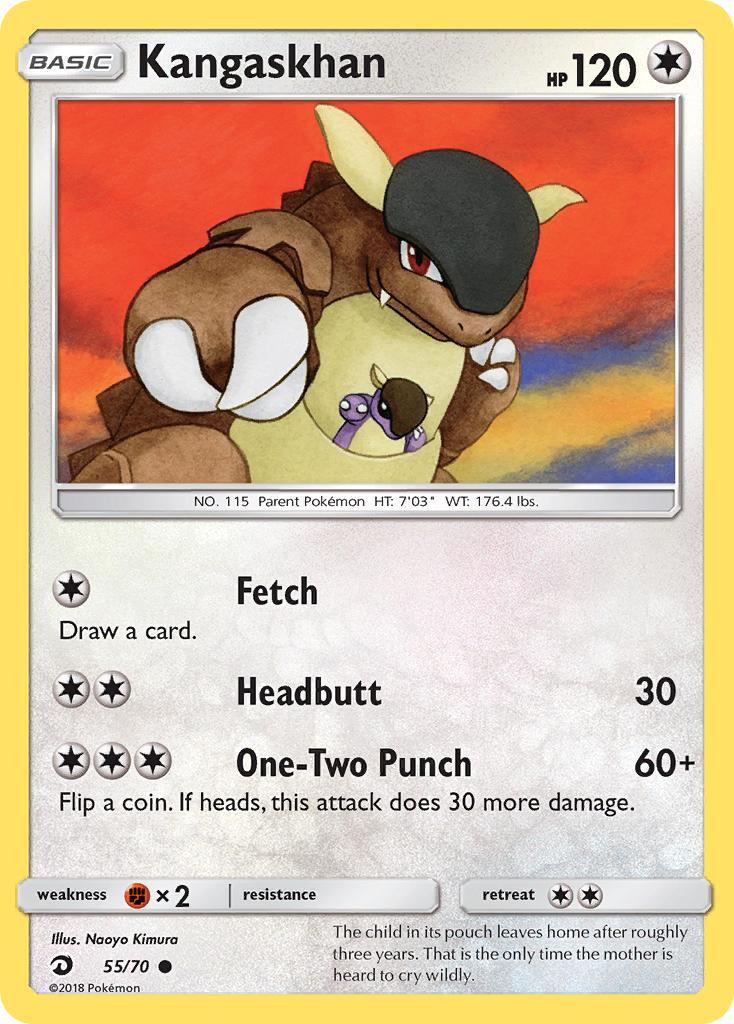 BASIC Kangaskhan HP 120
NO. 115 Parent Pokémon HT: 7'03" WT: 176.4 lbs.
Fetch
Draw a card.
Headbutt 30
One-Two Punch 60+
Flip a coin. If heads, this attack does 30 more damage.
weakness × 2 resistance retreat
Illus. Naoyo Kimura
55/70
©2018 Pokémon
The child in its pouch leaves home after roughly
three years. That is the only time the mother is
heard to cry wildly.